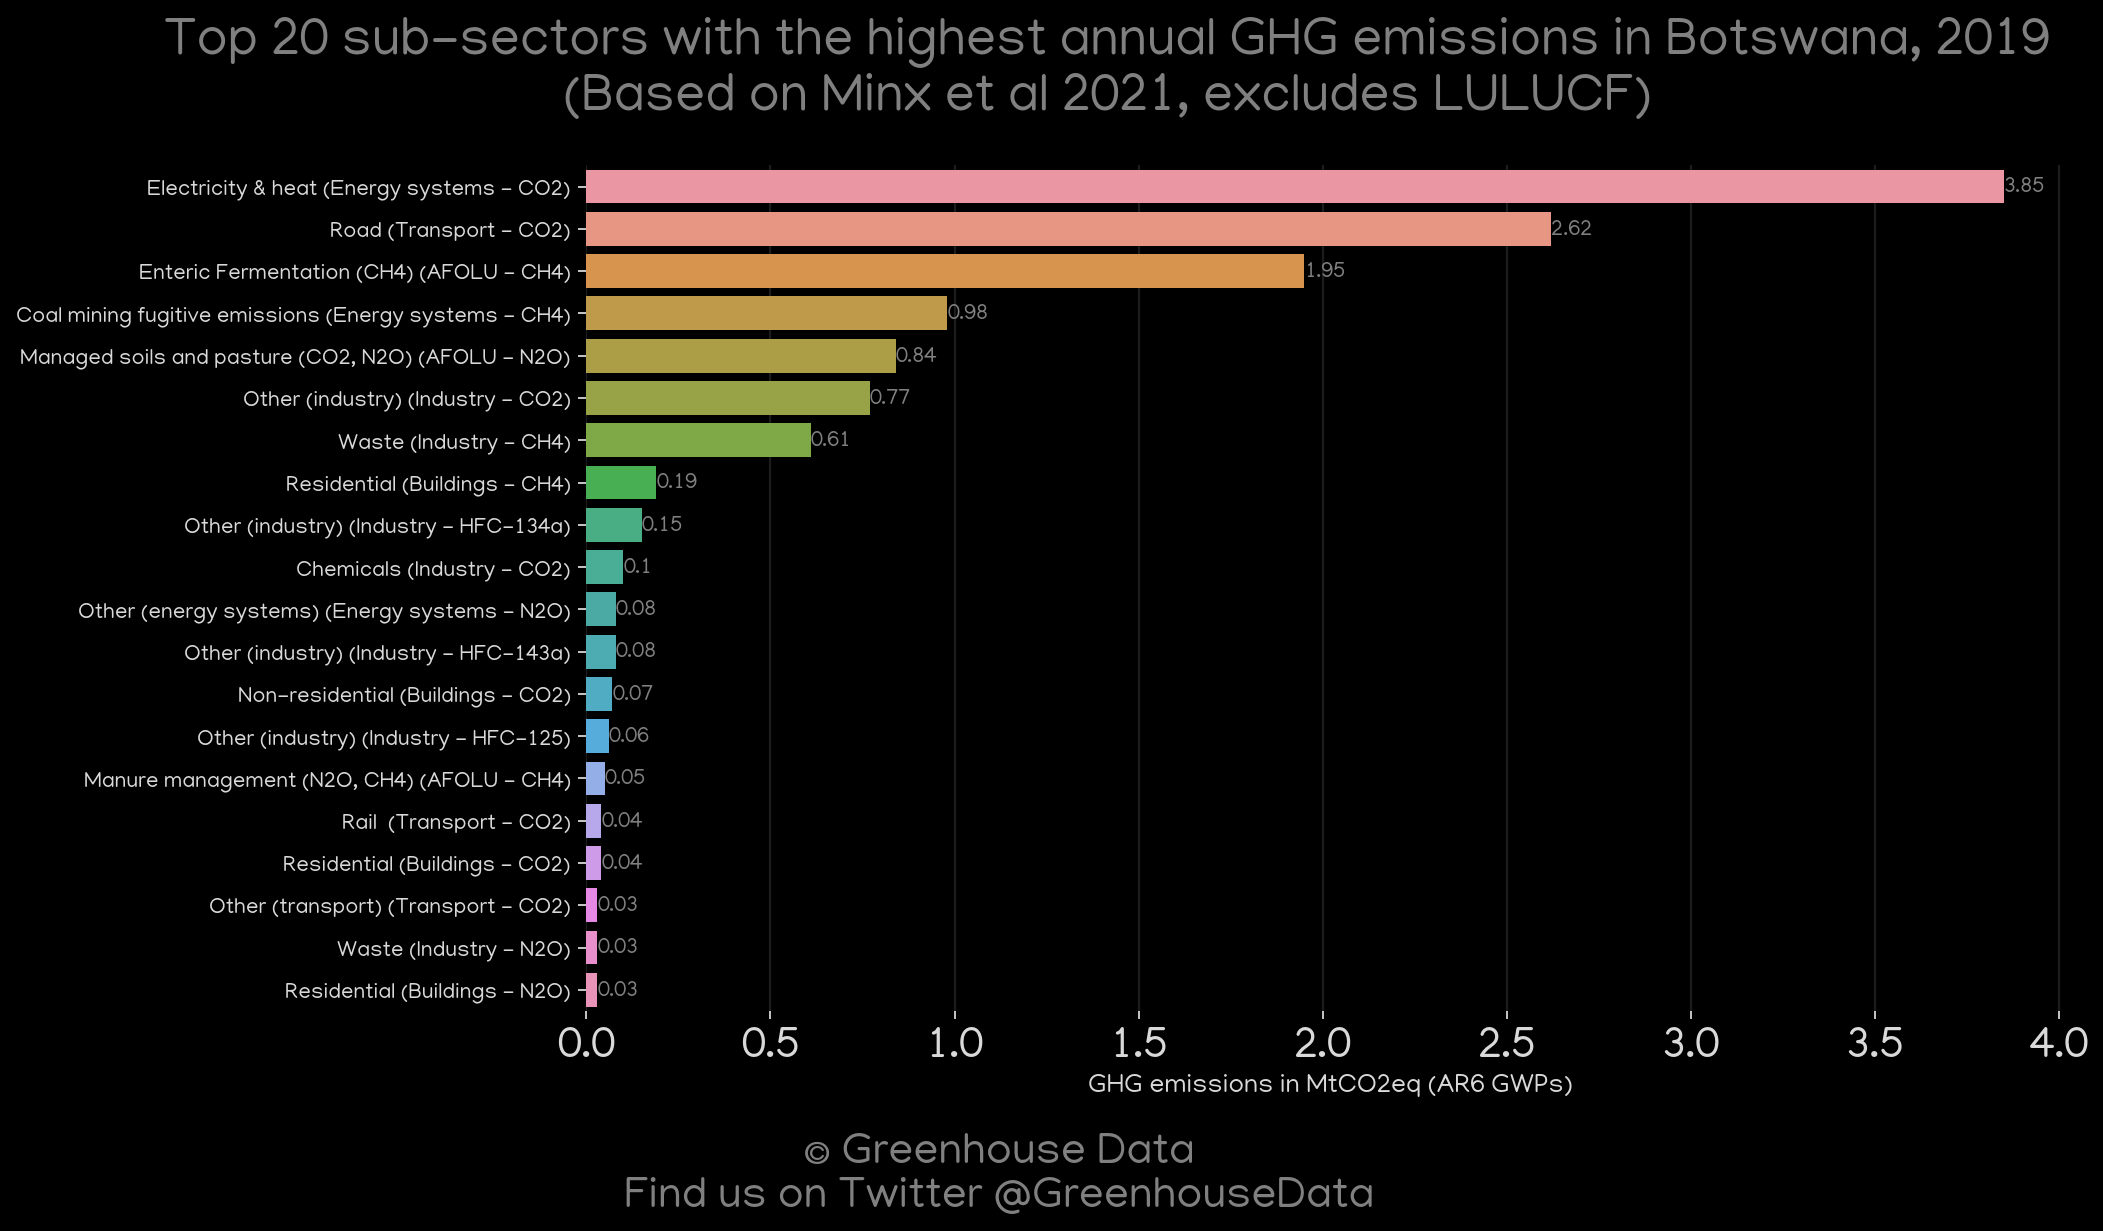 Top 20 sub-sectors with the highest annual GHG emissions in Botswana, 2019
(Based on Minx et al 2021, excludes LULUCF)
Electricity & heat (Energy systems - CO2) 3.85
Road (Transport - CO2) 2.62
Enteric Fermentation (CH4) (AFOLU - CH4) 1.95
Coal mining fugitive emissions (Energy systems - CH4) 0.98
Managed soils and pasture (CO2, N2O) (AFOLU - N2O) 0.84
Other (industry) (Industry - CO2) 0.77
Waste (Industry - CH4) 0.61
Residential (Buildings - CH4) 0.19
Other (industry) (Industry - HFC-134a) 0.15
Chemicals (Industry - CO2) 0.1
Other (energy systems) (Energy systems - N2O) 0.08
Other (industry) (Industry - HFC-143a) 0.08
Non-residential (Buildings - CO2) 0.07
Other (industry) (Industry - HFC-125) 0.06
Manure management (N2O, CH4) (AFOLU - CH4) 0.05
Rail  (Transport - CO2) 0.04
Residential (Buildings - CO2) 0.04
Other (transport) (Transport - CO2) 0.03
Waste (Industry - N2O) 0.03
Residential (Buildings - N2O) 0.03
0.0 0.5 1.0 1.5 2.0 2.5 3.0 3.5 4.0
GHG emissions in MtCO2eq (AR6 GWPs)
© Greenhouse Data
Find us on Twitter @GreenhouseData